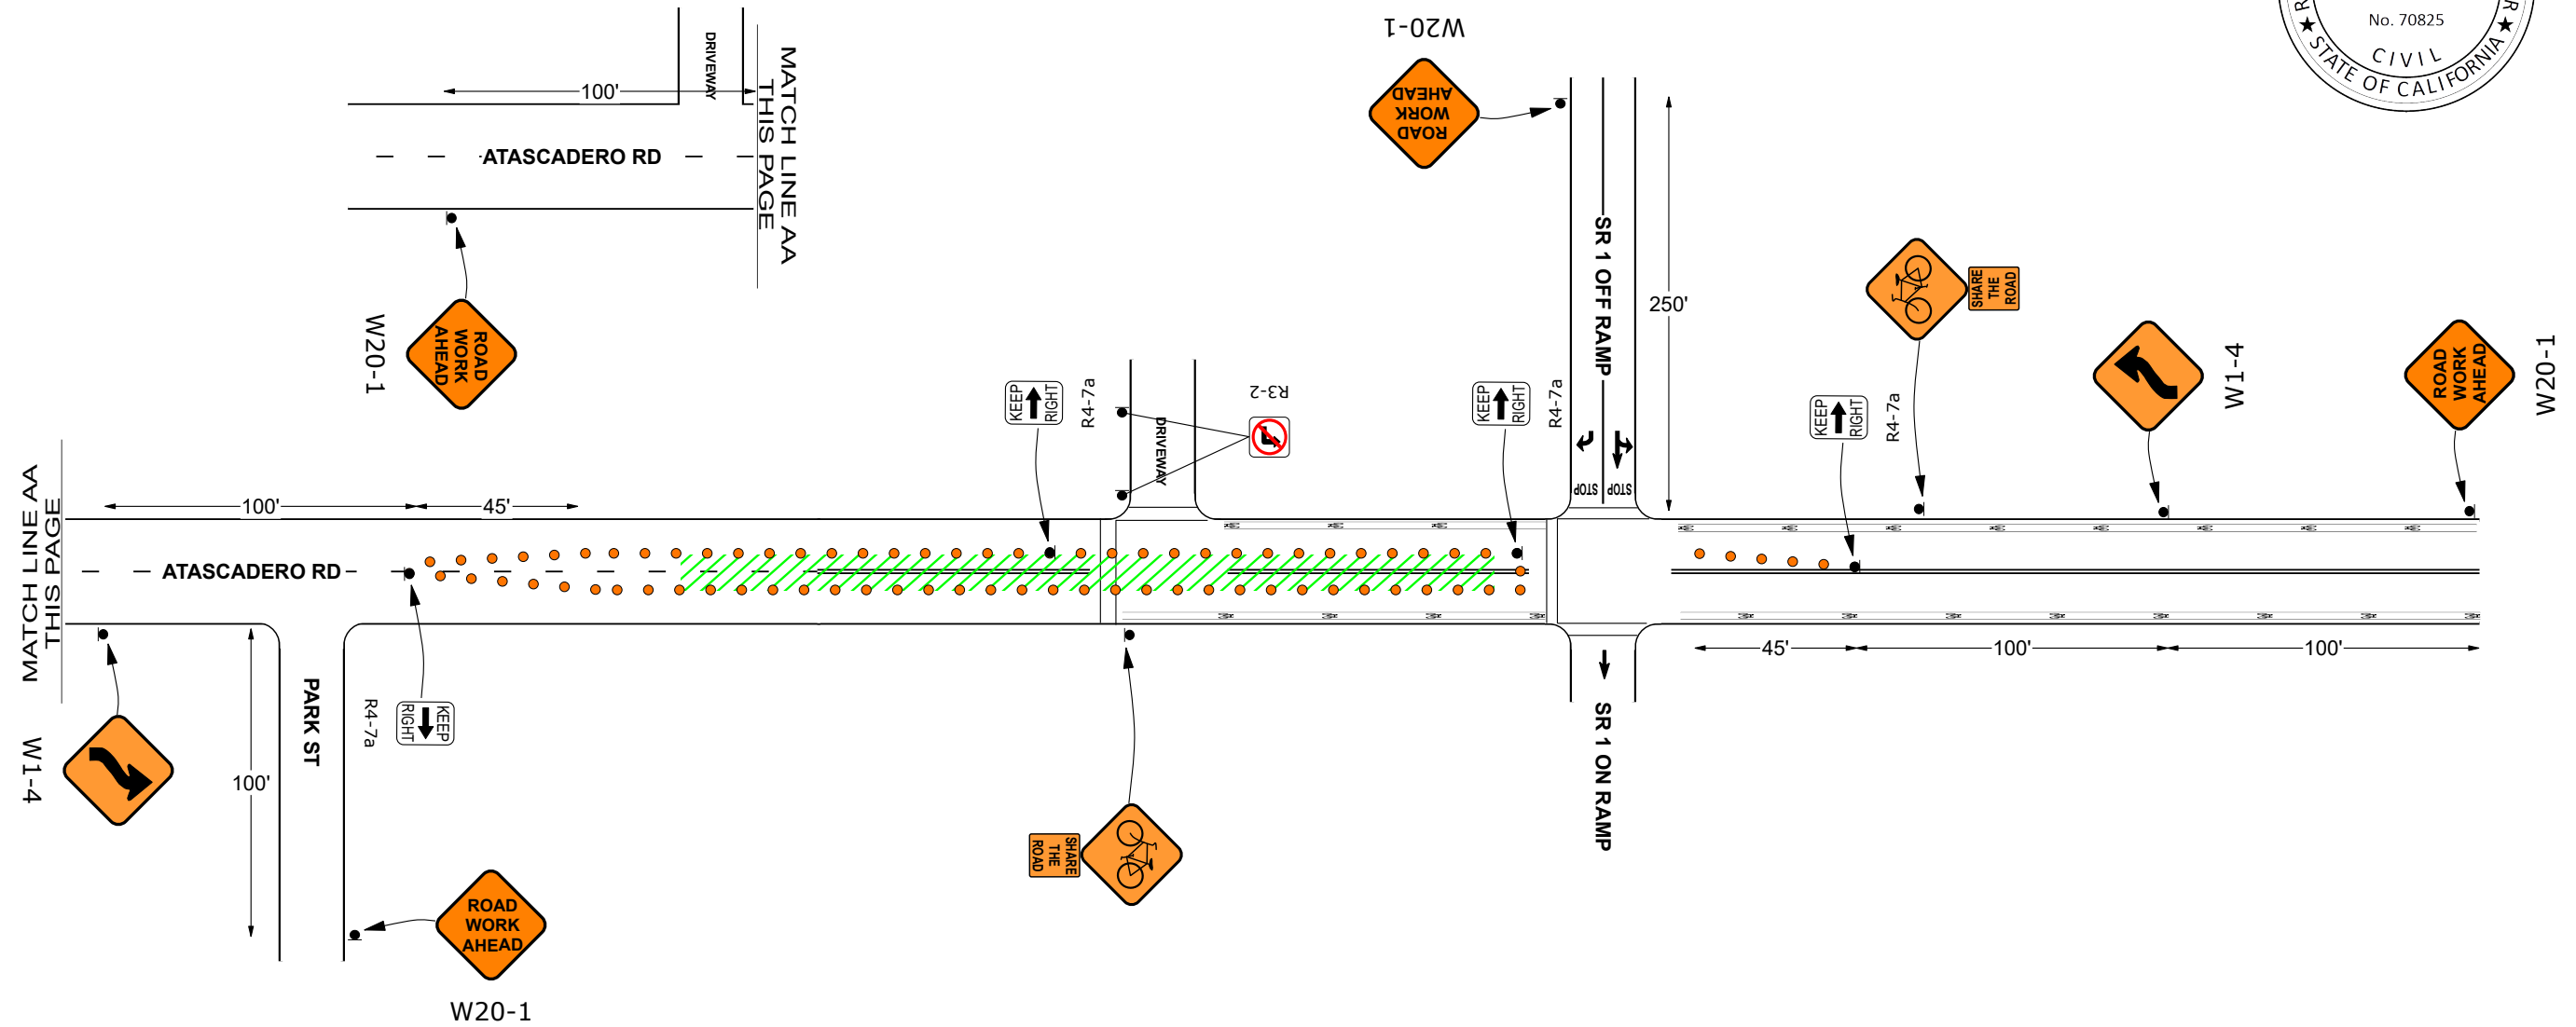 No. 70825
CIVIL
STATE OF CALIFORNIA
DRIVEWAY
100'
ATASCADERO RD
MATCH LINE AA
THIS PAGE
W20-1
ROAD
WORK
AHEAD
W20-1
ROAD
WORK
AHEAD
SR 1 OFF RAMP
250'
STOP
STOP
KEEP
RIGHT
R4-7a
DRIVEWAY
R3-2
KEEP
RIGHT
R4-7a
KEEP
RIGHT
R4-7a
SHARE
THE
ROAD
W1-4
ROAD
WORK
AHEAD
W20-1
MATCH LINE AA
THIS PAGE
100'
45'
ATASCADERO RD
45'
100'
100'
W1-4
100'
PARK ST
R4-7a
KEEP
RIGHT
ROAD
WORK
AHEAD
W20-1
SHARE
THE
ROAD
SR 1 ON RAMP